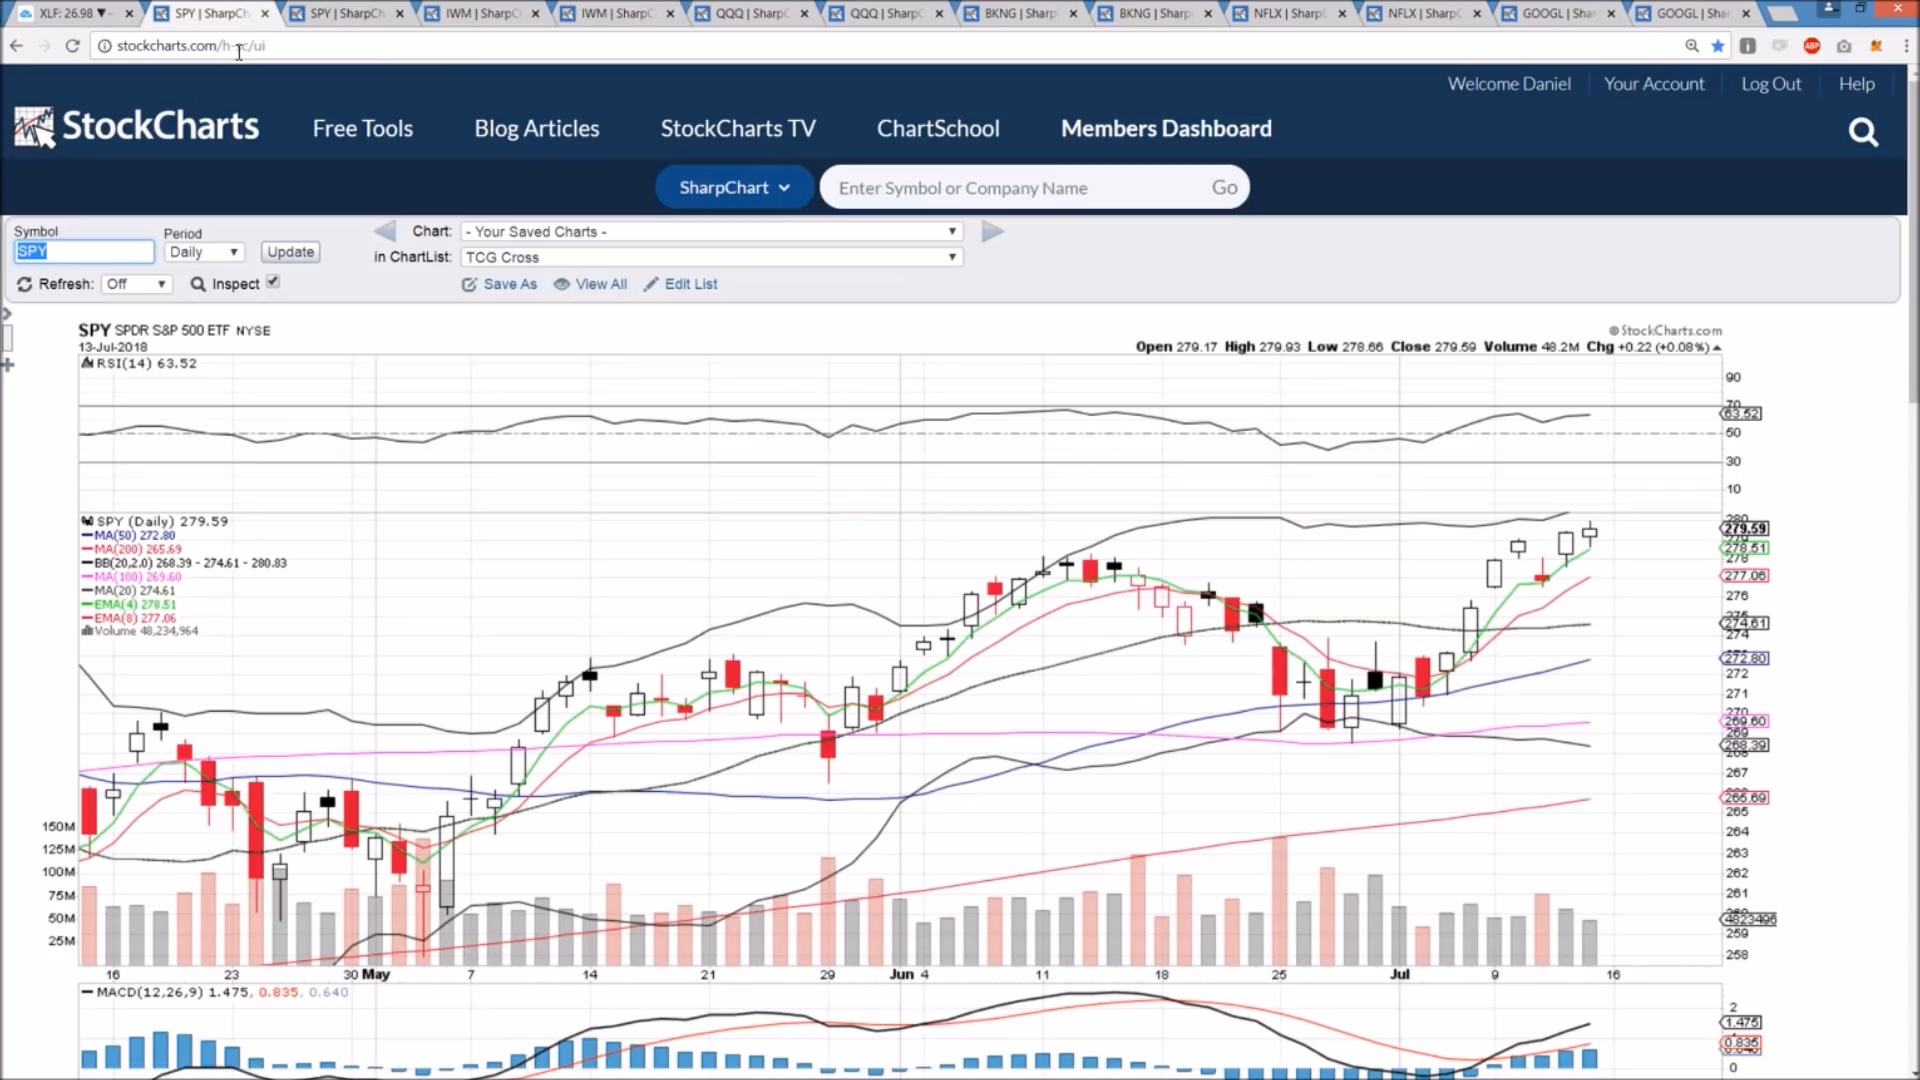 XLF: 26.98 ▼
SPY | SharpCh
SPY | SharpCh
IWM | SharpC
IWM | SharpC
QQQ | SharpC
QQQ | SharpC
BKNG | Sharp
BKNG | Sharp
NFLX | SharpC
NFLX | SharpC
GOOGL | Sha
GOOGL | Sha
stockcharts.com/h-sc/ui
ABP
Welcome Daniel
Your Account
Log Out
Help
StockCharts
Free Tools
Blog Articles
StockCharts TV
ChartSchool
Members Dashboard
SharpChart
Enter Symbol or Company Name
Go
Symbol
Period
Chart: - Your Saved Charts -
SPY
Daily
Update
in ChartList: TCG Cross
Refresh: Off
Inspect
Save As
View All
Edit List
SPY SPDR S&P 500 ETF NYSE
© StockCharts.com
13-Jul-2018
Open 279.17 High 279.93 Low 278.66 Close 279.59 Volume 48.2M Chg +0.22 (+0.08%)
RSI(14) 63.52
90
70
63.52
50
30
10
SPY (Daily) 279.59
MA(50) 272.80
MA(200) 265.69
BB(20,2.0) 268.39 - 274.61 - 280.83
MA(100) 269.60
MA(20) 274.61
EMA(4) 278.51
EMA(8) 277.06
Volume 48,234,964
280
279.59
278.51
278
277.06
276
275
274.61
274
272.80
272
271
270
269.60
269
268.39
267
265.69
265
264
263
262
261
4823496
259
258
150M
125M
100M
75M
50M
25M
16 23 30 May 7 14 21 29 Jun 4 11 18 25 Jul 9 16
MACD(12,26,9) 1.475, 0.835, 0.640
2
1.475
0.835
0